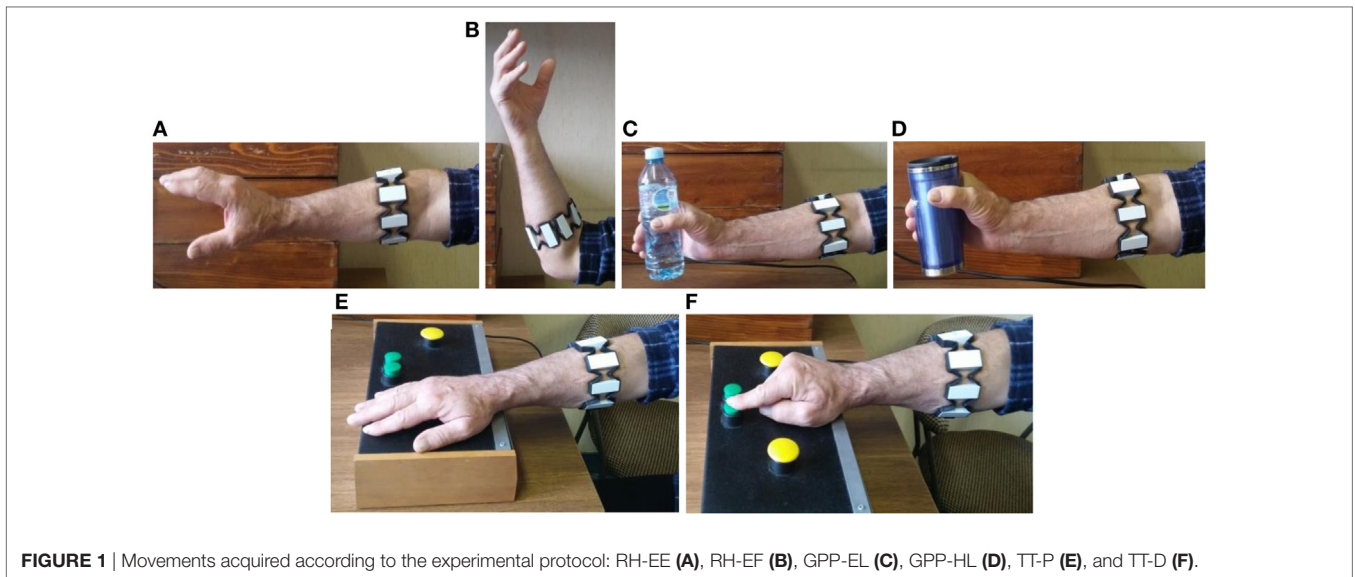 B
A
C
D
E
F
FIGURE 1 | Movements acquired according to the experimental protocol: RH-EE (A), RH-EF (B), GPP-EL (C), GPP-HL (D), TT-P (E), and TT-D (F).